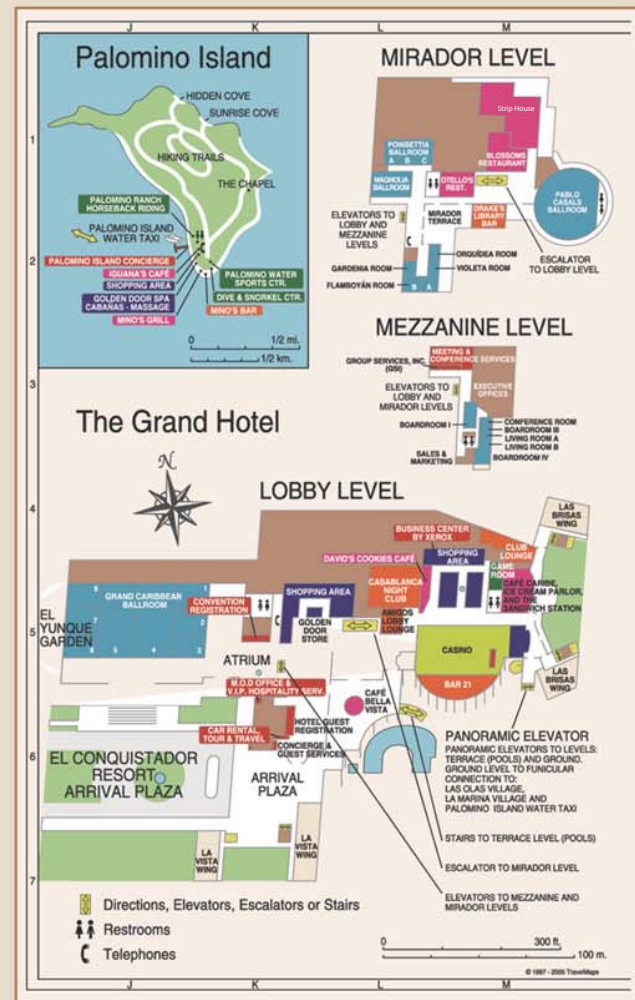 J
K
L
M
Palomino Island
HIDDEN COVE
SUNRISE COVE
HIKING TRAILS
THE CHAPEL
PALOMINO RANCH
HORSEBACK RIDING
PALOMINO ISLAND
WATER TAXI
PALOMINO ISLAND CONCIERGE
IGUANA'S CAFÉ
SHOPPING AREA
GOLDEN DOOR SPA
CABAÑAS - MASSAGE
MINO'S GRILL
PALOMINO WATER
SPORTS CTR.
DIVE & SNORKEL CTR.
MINO'S BAR
0
1/2 mi.
1/2 km.
1
2
3
4
5
6
7
MIRADOR LEVEL
Strip House
POINSETTIA
BALLROOM
A B C
BLOSSOMS
RESTAURANT
MAGNOLIA
BALLROOM
OTELLO'S
REST.
PABLO
CASALS
BALLROOM
ELEVATORS TO
LOBBY AND
MEZZANINE
LEVELS
MIRADOR
TERRACE
DRAKE'S
LIBRARY
BAR
ESCALATOR
TO LOBBY LEVEL
ORQUÍDEA ROOM
GARDENIA ROOM
VIOLETA ROOM
FLAMBOYÁN ROOM
B A
MEZZANINE LEVEL
MEETING &
CONFERENCE SERVICES
GROUP SERVICES, INC.
(GSI)
ELEVATORS TO
LOBBY AND
MIRADOR LEVELS
EXECUTIVE
OFFICES
BOARDROOM I
CONFERENCE ROOM
BOARDROOM III
LIVING ROOM A
LIVING ROOM B
BOARDROOM IV
SALES &
MARKETING
The Grand Hotel
N
LOBBY LEVEL
LAS
BRISAS
WING
BUSINESS CENTER
BY XEROX
CLUB
LOUNGE
DAVID'S COOKIES CAFÉ
SHOPPING
AREA
GAME
ROOM
CAFÉ CARIBE,
ICE CREAM PARLOR,
AND THE
SANDWICH STATION
GRAND CARIBBEAN
BALLROOM
8
1
7
2
6
5
4
3
CONVENTION
REGISTRATION
SHOPPING AREA
CASABLANCA
NIGHT
CLUB
GOLDEN
DOOR
STORE
AMIGOS
LOBBY
LOUNGE
EL
YUNQUE
GARDEN
CASINO
LAS
BRISAS
WING
ATRIUM
M.O.D OFFICE &
V.I.P. HOSPITALITY SERV.
CAFÉ
BELLA
VISTA
BAR 21
HOTEL GUEST
REGISTRATION
CAR RENTAL,
TOUR & TRAVEL
CONCIERGE &
GUEST SERVICES
EL CONQUISTADOR
RESORT
ARRIVAL PLAZA
ARRIVAL
PLAZA
PANORAMIC ELEVATOR
PANORAMIC ELEVATORS TO LEVELS:
TERRACE (POOLS) AND GROUND.
GROUND LEVEL TO FUNICULAR
CONNECTION TO:
LAS OLAS VILLAGE,
LA MARINA VILLAGE AND
PALOMINO ISLAND WATER TAXI
STAIRS TO TERRACE LEVEL (POOLS)
ESCALATOR TO MIRADOR LEVEL
ELEVATORS TO MEZZANINE AND
MIRADOR LEVELS
LA
VISTA
WING
LA
VISTA
WING
Directions, Elevators, Escalators or Stairs
Restrooms
Telephones
0
300 ft.
100 m.
J
K
L
M